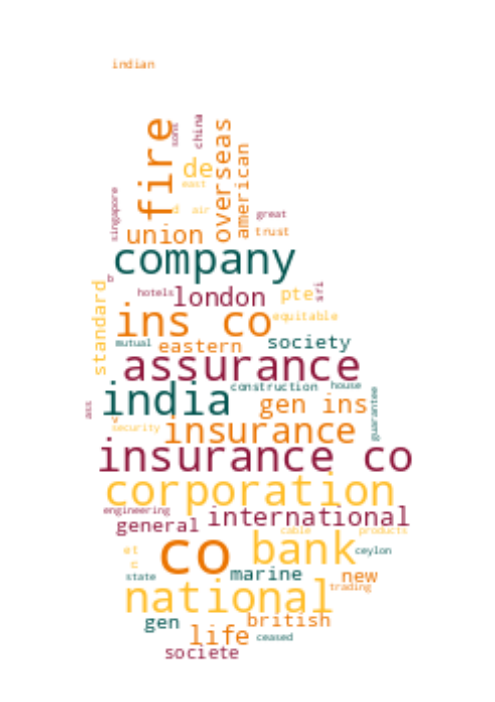 indian
fire
sons
china
overseas
american
de
east
singapore
d
air
great
union
trust
company
b
hotels
london
pte
sri
standard
ins co
equitable
mutual
eastern
society
assurance
india
construction
house
ass
gen ins
guarantee
v
security
insurance
insurance co
corporation
engineering
general
international
cable
products
co
bank
ceylon
et
c
state
marine
new
national
trading
gen
british
life
ceased
societe